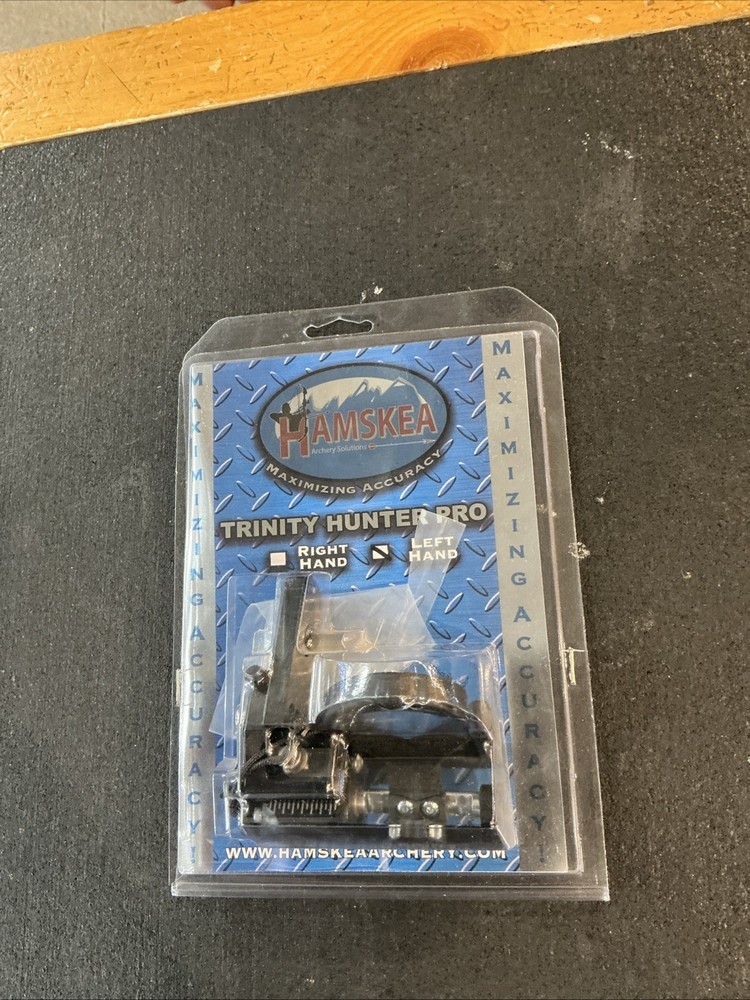 HAMSKEA
Archery Solutions
MAXIMIZING ACCURACY
TRINITY HUNTER PRO
RIGHT HAND
LEFT HAND
MAXIMIZING ACCURACY!
MAXIMIZING ACCURACY!
WWW.HAMSKEAARCHERY.COM